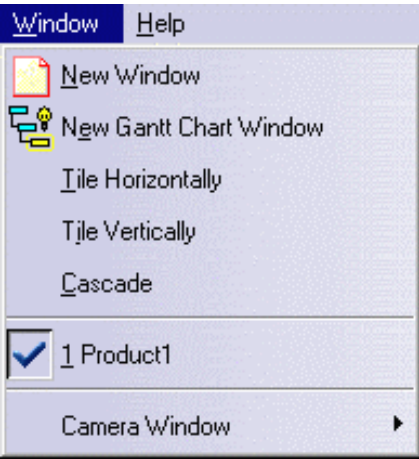 Window Help
New Window
New Gantt Chart Window
Tile Horizontally
Tile Vertically
Cascade
1 Product1
Camera Window